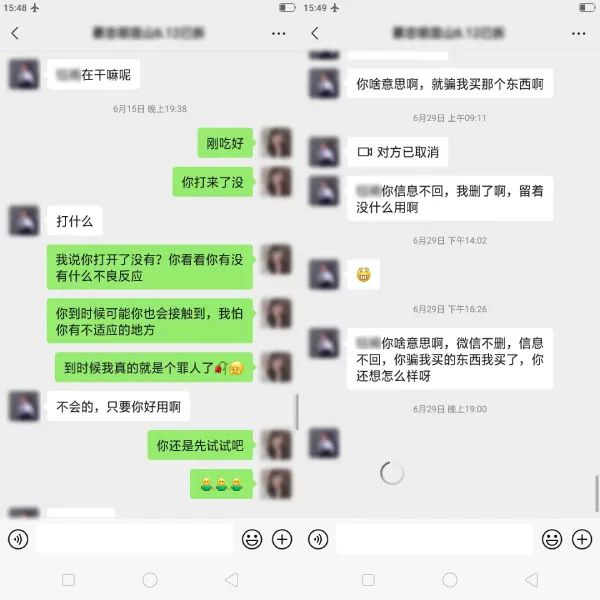 15:48
在干嘛呢
6月15日 晚上19:38
刚吃好
你打来了没
打什么
我说你打开了没有？你看看你有没
有什么不良反应
你到时候可能你也会接触到，我怕
你有不适应的地方
到时候我真的就是个罪人了🥀😞
不会的，只要你好用啊
你还是先试试吧
15:49
你啥意思啊，就骗我买那个东西啊
6月29日 上午09:11
对方已取消
你信息不回，我删了啊，留着
没什么用啊
6月29日 下午14:02
6月29日 下午16:26
你啥意思啊，微信不删，信息
不回，你骗我买的东西我买了，你
还想怎么样呀
6月29日 晚上19:00